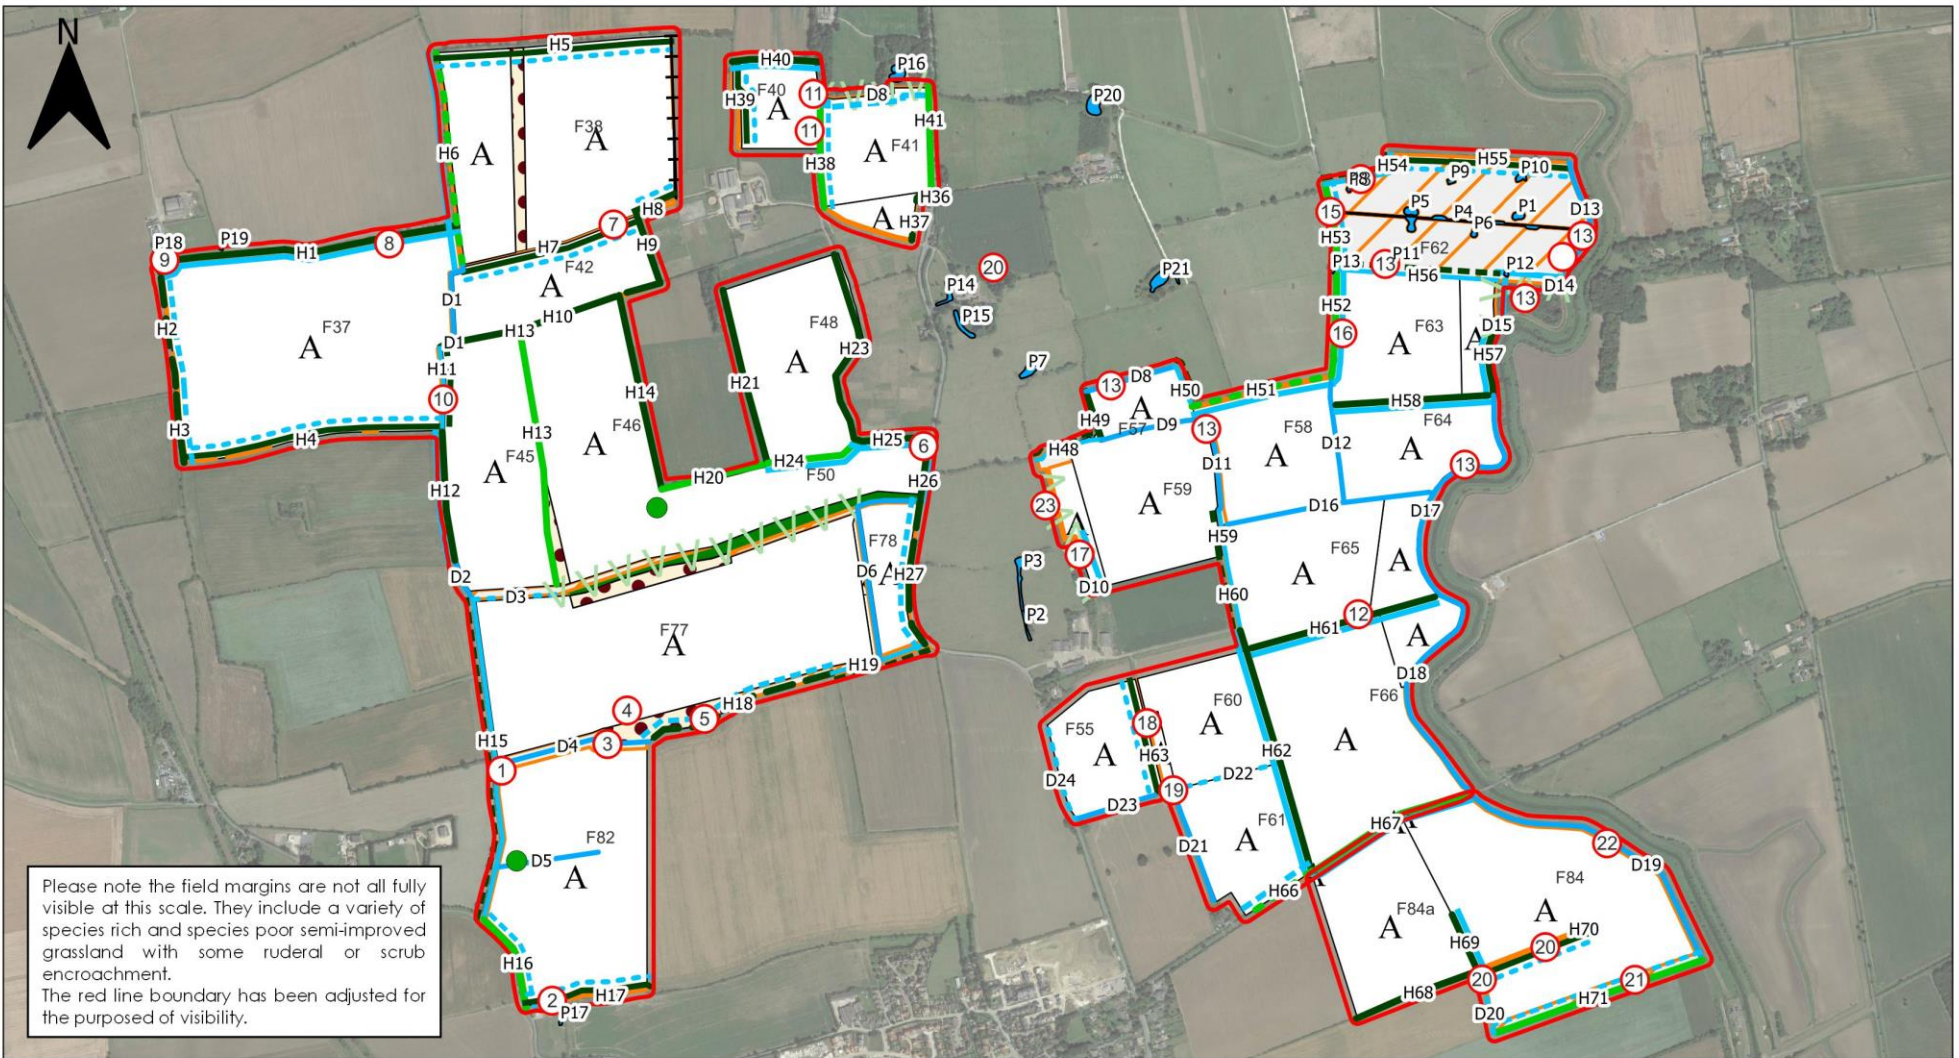 N
H5
H40
P16
11
D8
F40
A
H39
P20
H41
F38
A
A
H6
11
A
F41
H38
H36
A
H37
H54
H55
P10
P9
15
P5
P4
P1
P6
D13
13
H53
F62
P11
13
P13
H56
P12
D14
13
H8
7
H7
H9
P18
P19
9
H1
8
F42
A
20
P14
P15
P21
D1
H10
H13
D1
F37
A
H2
H11
10
H3
H4
F48
A
H23
H21
H14
P7
H52
16
F63
A
A
D15
H57
H58
D8
13
H50
H51
A
H49
F57
D9
13
H13
F46
A
F45
A
H12
H20
H24
H25
6
F50
H26
H48
F58
A
D11
D12
F64
A
13
23
F59
A
A
D16
D17
H59
17
D10
F65
A
A
H60
F78
A
D6
H27
P3
P2
D2
D3
F77
A
H61
12
A
D18
F66
A
H19
H18
4
5
3
D4
H15
1
F60
A
F55
A
18
A
H63
H62
D24
D22
19
D23
F61
A
D21
H67
A
H66
A
22
D19
F82
D5
A
F84
A
F84a
A
H70
20
H69
20
21
H68
H71
D20
H16
2
H17
P17
Please note the field margins are not all fully
visible at this scale. They include a variety of
species rich and species poor semi-improved
grassland with some ruderal or scrub
encroachment.
The red line boundary has been adjusted for
the purposed of visibility.